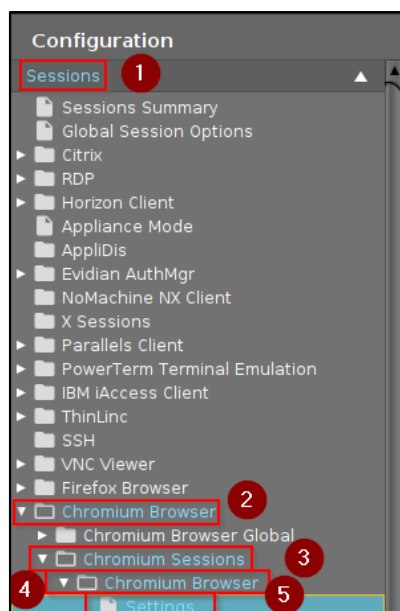 Configuration
Sessions 1
Sessions Summary
Global Session Options
Citrix
RDP
Horizon Client
Appliance Mode
AppliDis
Evidian AuthMgr
NoMachine NX Client
X Sessions
Parallels Client
PowerTerm Terminal Emulation
IBM iAccess Client
ThinLinc
SSH
VNC Viewer
Firefox Browser
Chromium Browser 2
Chromium Browser Global
Chromium Sessions 3
4 Chromium Browser
Settings 5